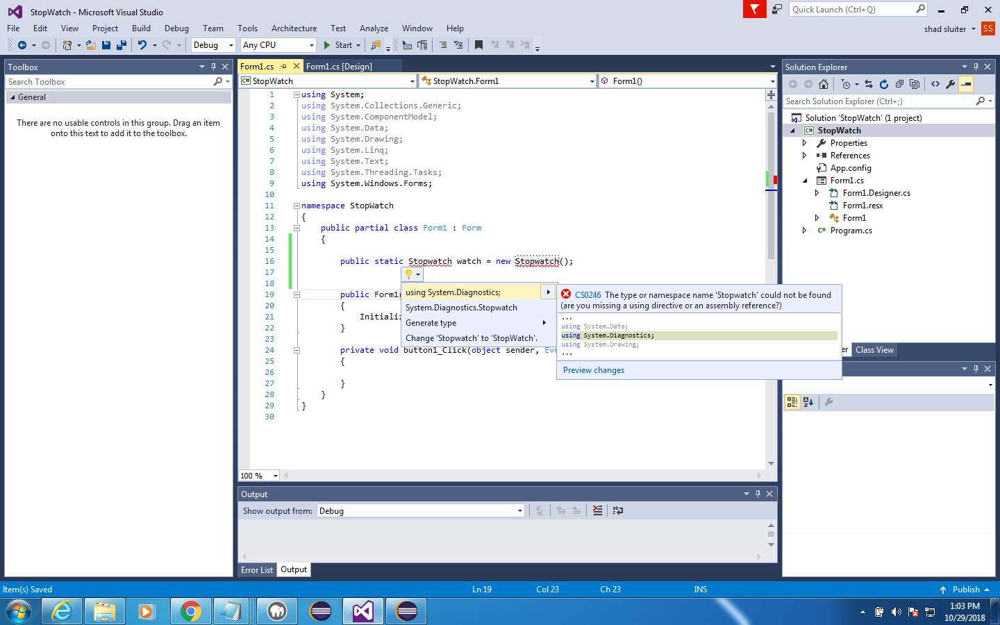 StopWatch - Microsoft Visual Studio
Quick Launch (Ctrl+Q)
File Edit View Project Build Debug Team Tools Architecture Test Analyze Window Help
shad sluiter SS
Debug Any CPU Start
Toolbox
Search Toolbox
General
There are no usable controls in this group. Drag an item
onto this text to add it to the toolbox.
Form1.cs Form1.cs [Design]
StopWatch StopWatch.Form1 Form1()
1 using System;
2 using System.Collections.Generic;
3 using System.ComponentModel;
4 using System.Data;
5 using System.Drawing;
6 using System.Linq;
7 using System.Text;
8 using System.Threading.Tasks;
9 using System.Windows.Forms;
10
11 namespace StopWatch
12 {
13 public partial class Form1 : Form
14 {
15
16 public static Stopwatch watch = new Stopwatch();
17
18
19 public Form1(
20 {
21 Initializ
22 }
23
24 private void button1_Click(object sender, Eve
25 {
26
27 }
28 }
29 }
30
using System.Diagnostics;
System.Diagnostics.Stopwatch
Generate type
Change 'Stopwatch' to 'StopWatch'.
CS0246 The type or namespace name 'Stopwatch' could not be found
(are you missing a using directive or an assembly reference?)
...
using System.Data;
using System.Diagnostics;
using System.Drawing;
...
Preview changes
100 %
Output
Show output from: Debug
Error List Output
Solution Explorer
Search Solution Explorer (Ctrl+;)
Solution 'StopWatch' (1 project)
C# StopWatch
Properties
References
App.config
Form1.cs
Form1.Designer.cs
Form1.resx
Form1
C# Program.cs
er Class View
Item(s) Saved Ln 19 Col 23 Ch 23 INS Publish
1:03 PM
10/29/2018